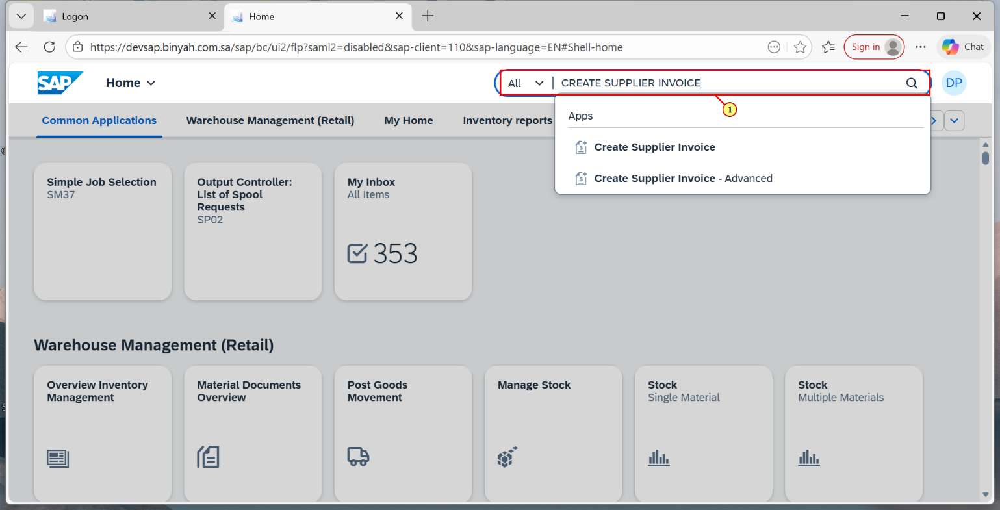 Logon
Home
https://devsap.binyah.com.sa/sap/bc/ui2/flp?saml2=disabled&sap-client=110&sap-language=EN#Shell-home
Sign in
Chat
SAP
Home
All
CREATE SUPPLIER INVOICE
DP
1
Common Applications
Warehouse Management (Retail)
My Home
Inventory reports
Apps
Create Supplier Invoice
Create Supplier Invoice - Advanced
Simple Job Selection
SM37
Output Controller:
List of Spool
Requests
SP02
My Inbox
All Items
353
Warehouse Management (Retail)
Overview Inventory
Management
Material Documents
Overview
Post Goods
Movement
Manage Stock
Stock
Single Material
Stock
Multiple Materials